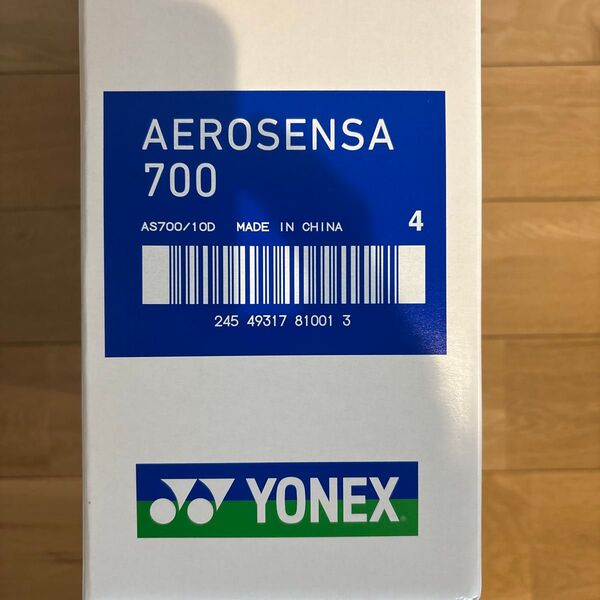 AEROSENSA
700
AS700/10D MADE IN CHINA 4
245 49317 81001 3
YONEX